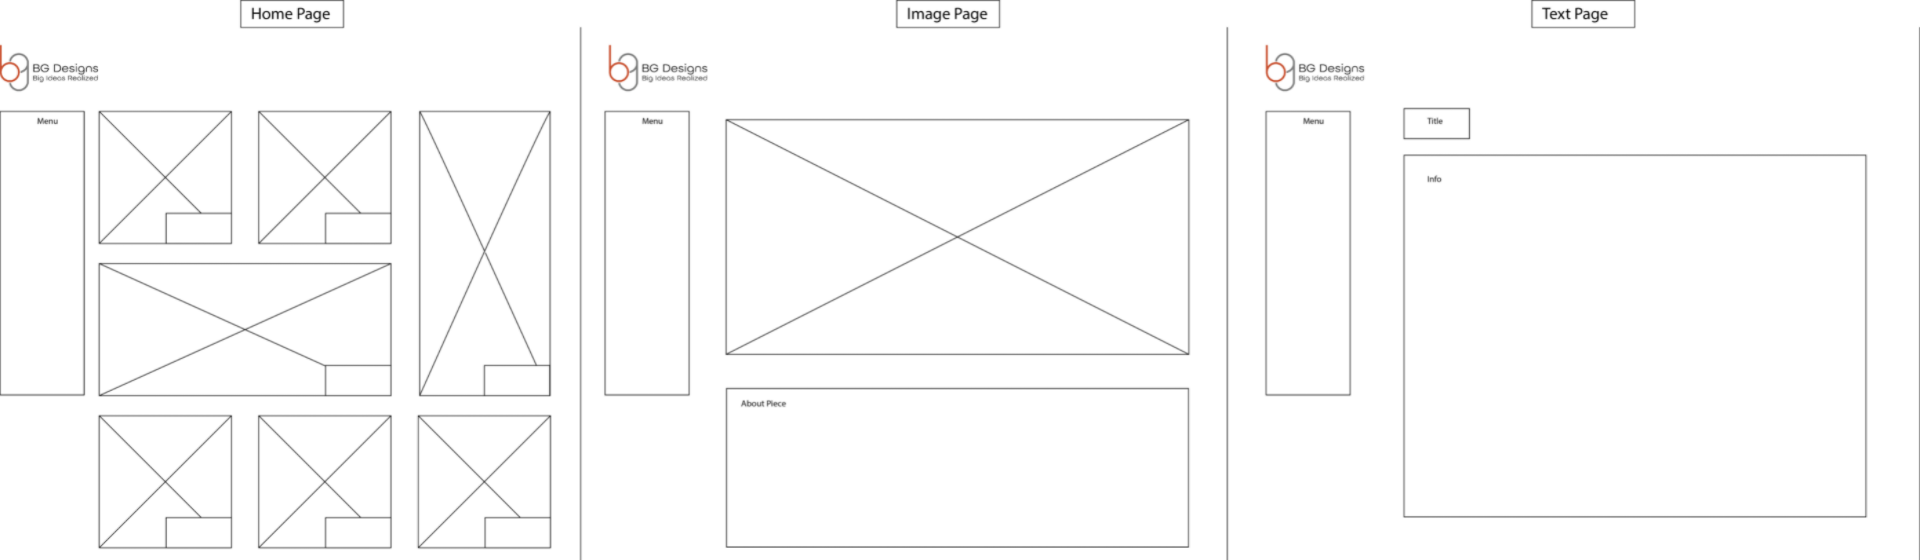 Home Page
BG Designs
Big Ideas Realized
Menu
Image Page
BG Designs
Big Ideas Realized
Menu
About Piece
Text Page
BG Designs
Big Ideas Realized
Menu
Title
Info